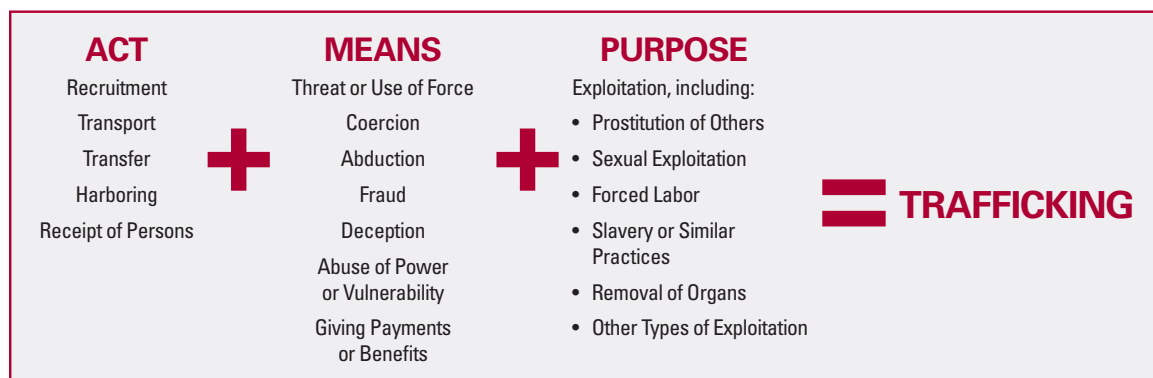 ACT
Recruitment
Transport
Transfer
Harboring
Receipt of Persons
+
MEANS
Threat or Use of Force
Coercion
Abduction
Fraud
Deception
Abuse of Power
or Vulnerability
Giving Payments
or Benefits
+
PURPOSE
Exploitation, including:
• Prostitution of Others
• Sexual Exploitation
• Forced Labor
• Slavery or Similar
Practices
• Removal of Organs
• Other Types of Exploitation
=
TRAFFICKING